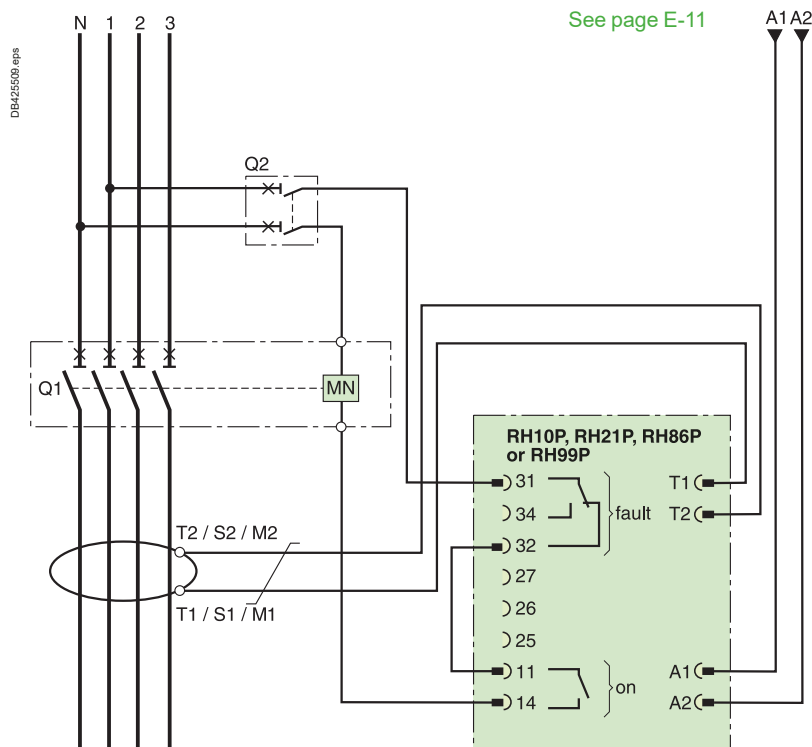 See page E-11
A1 A2
DB425509.eps
N 1 2 3
Q2
Q1
MN
RH10P, RH21P, RH86P
or RH99P
31
T1
34
fault
T2
32
27
26
25
11
A1
on
14
A2
T2 / S2 / M2
T1 / S1 / M1